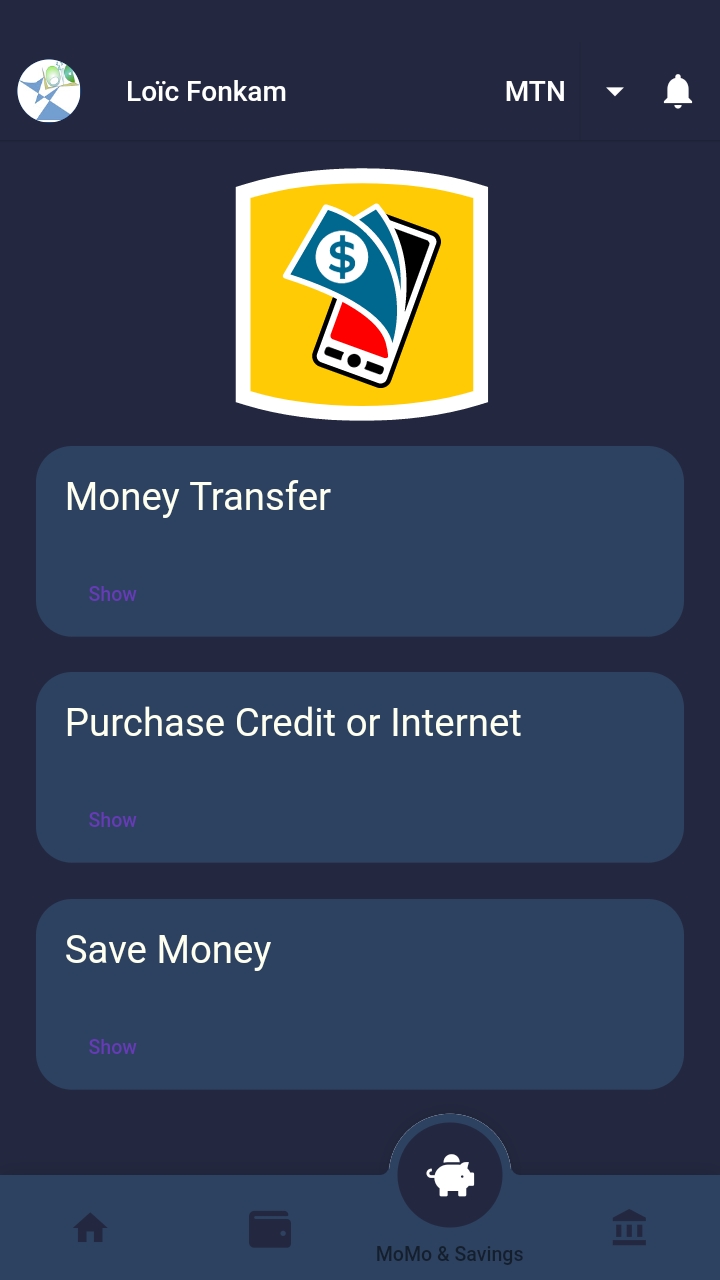 Loïc Fonkam MTN
$
Money Transfer
Show
Purchase Credit or Internet
Show
Save Money
Show
MoMo & Savings